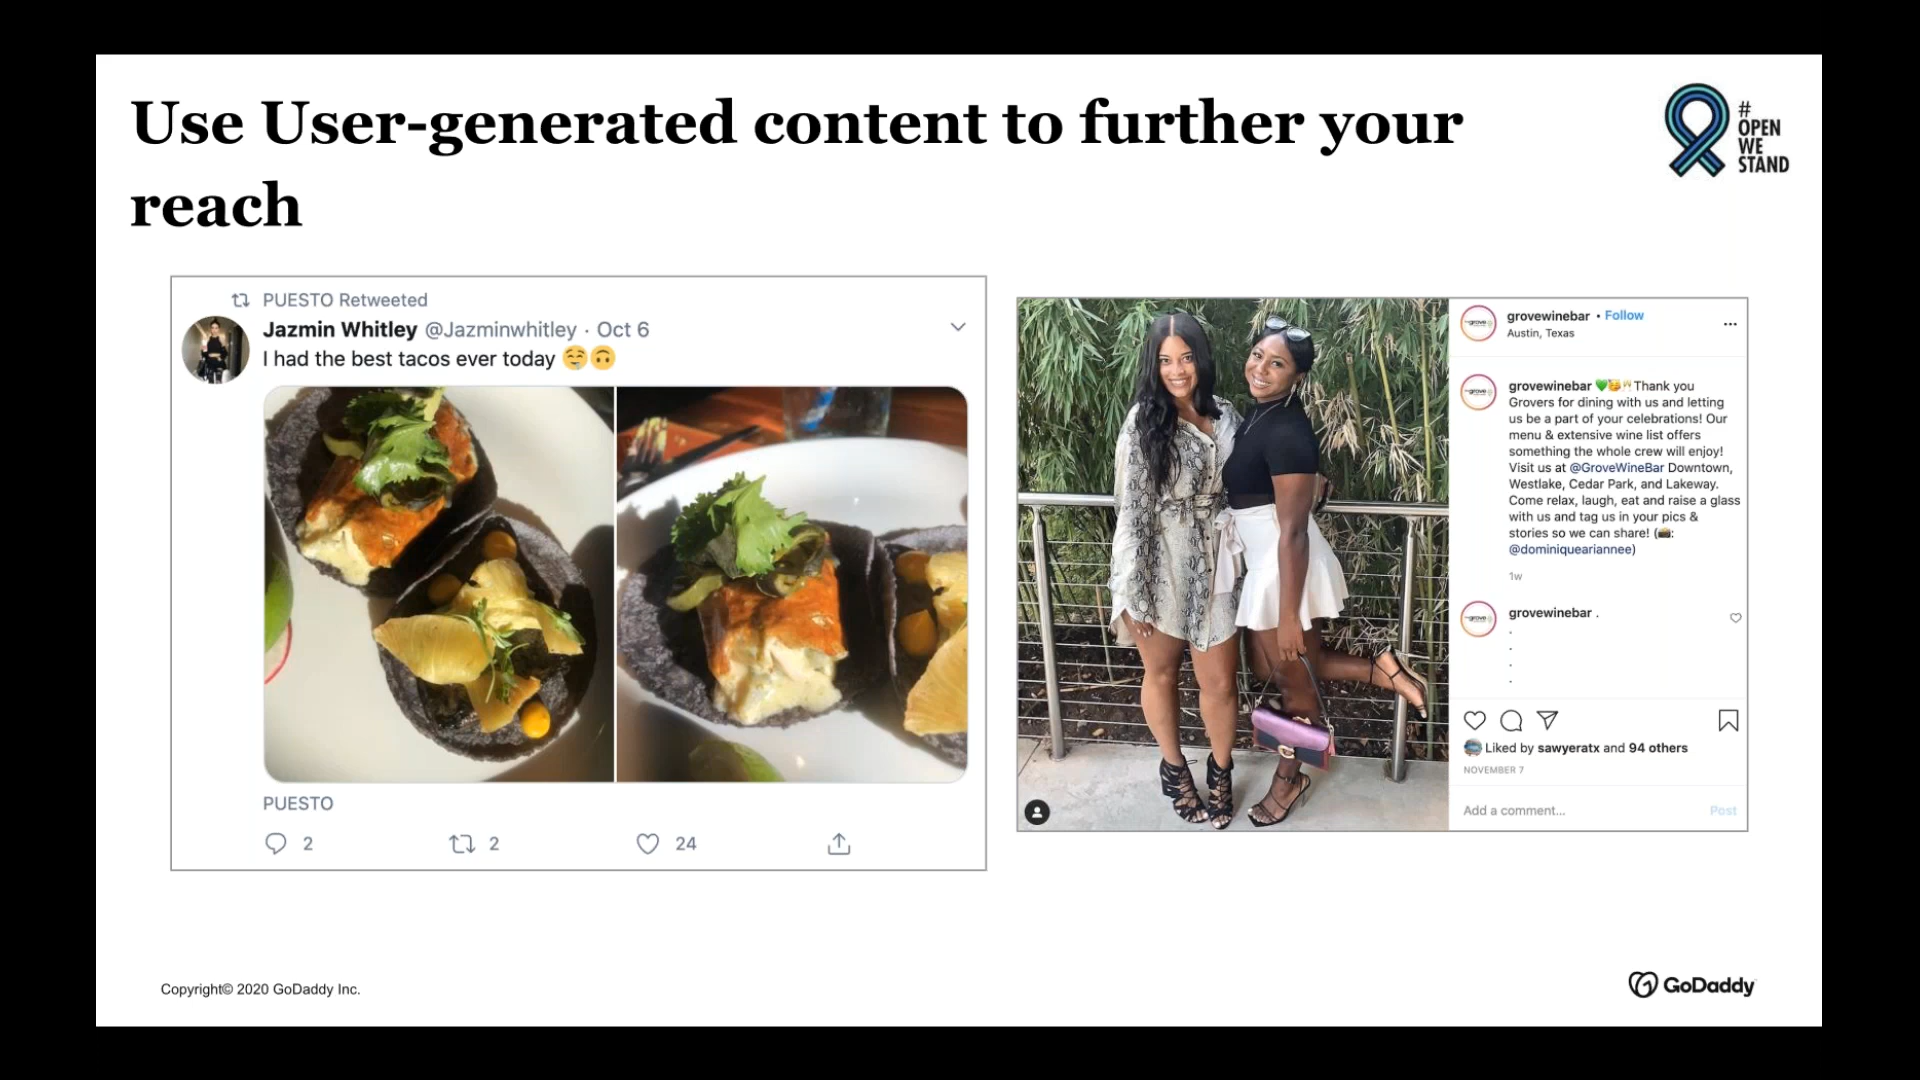 Use User-generated content to further your
reach
#
OPEN
WE
STAND
PUESTO Retweeted
Jazmin Whitley @Jazminwhitley · Oct 6
I had the best tacos ever today 🤤🙃
PUESTO
2 2 24
grovewinebar • Follow
Austin, Texas
grovewinebar 💚🥰🥂Thank you
Grovers for dining with us and letting
us be a part of your celebrations! Our
menu & extensive wine list offers
something the whole crew will enjoy!
Visit us at @GroveWineBar Downtown,
Westlake, Cedar Park, and Lakeway.
Come relax, laugh, eat and raise a glass
with us and tag us in your pics &
stories so we can share! (📸:
@dominiqueariannee)
1w
grovewinebar .
.
.
.
.
Liked by sawyeratx and 94 others
NOVEMBER 7
Add a comment... Post
Copyright© 2020 GoDaddy Inc.
GoDaddy